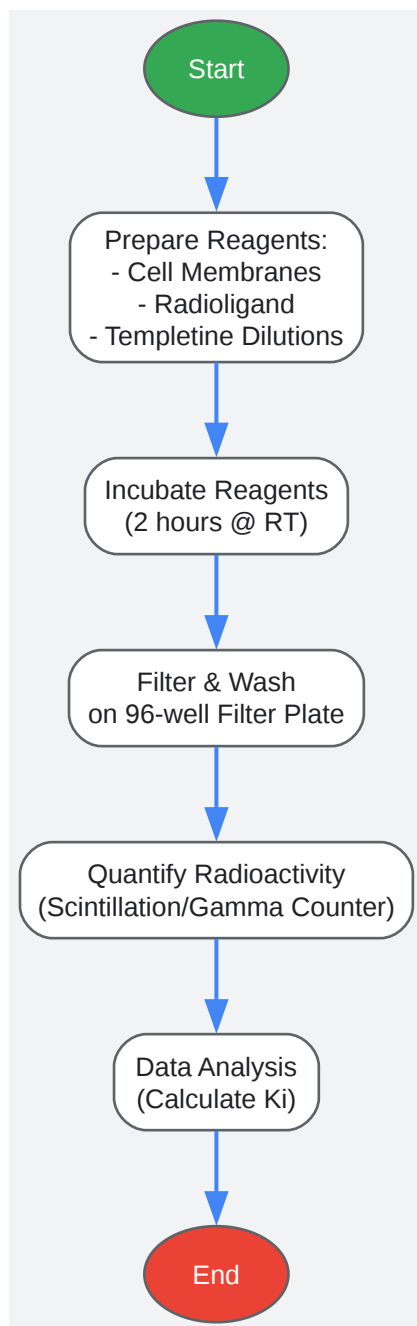 Start
Prepare Reagents:
- Cell Membranes
- Radioligand
- Templetine Dilutions
Incubate Reagents
(2 hours @ RT)
Filter & Wash
on 96-well Filter Plate
Quantify Radioactivity
(Scintillation/Gamma Counter)
Data Analysis
(Calculate Ki)
End